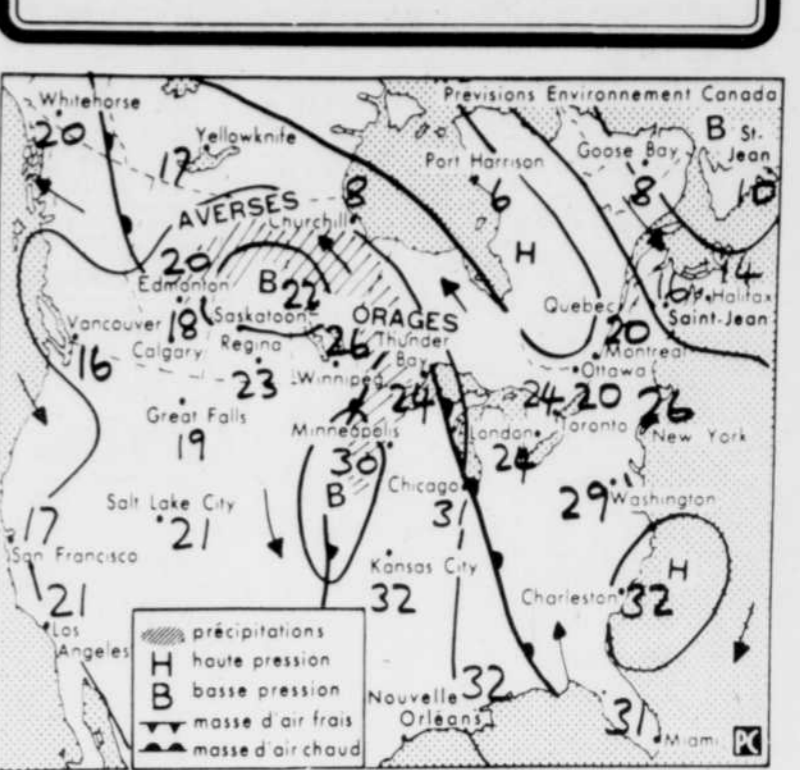 Previsions Environnement Canada
Whitehorse
20
Yellowknife
17
Port Harrison
6
Goose Bay
8
B
St-
Jean
10
AVERSES
Churchill
8
H
20
Edmonton
B
22
14
Halifax
16
Saint-Jean
Vancouver
16
18
Calgary
Saskatoon
Regina
23
ORAGES
26
Winnipeg
Thunder
Bay
24
Quebec
20
Montreal
Ottawa
24
20
Toronto
26
New York
Great Falls
19
Minneapolis
30
London
24
B
Chicago
31
29
Washington
Salt Lake City
21
17
San Francisco
Kansas City
32
H
Charleston
32
21
Los
Angeles
précipitations
H haute pression
B basse pression
masse d'air frais
masse d'air chaud
Nouvelle
Orléans
32
31
Miami
PC